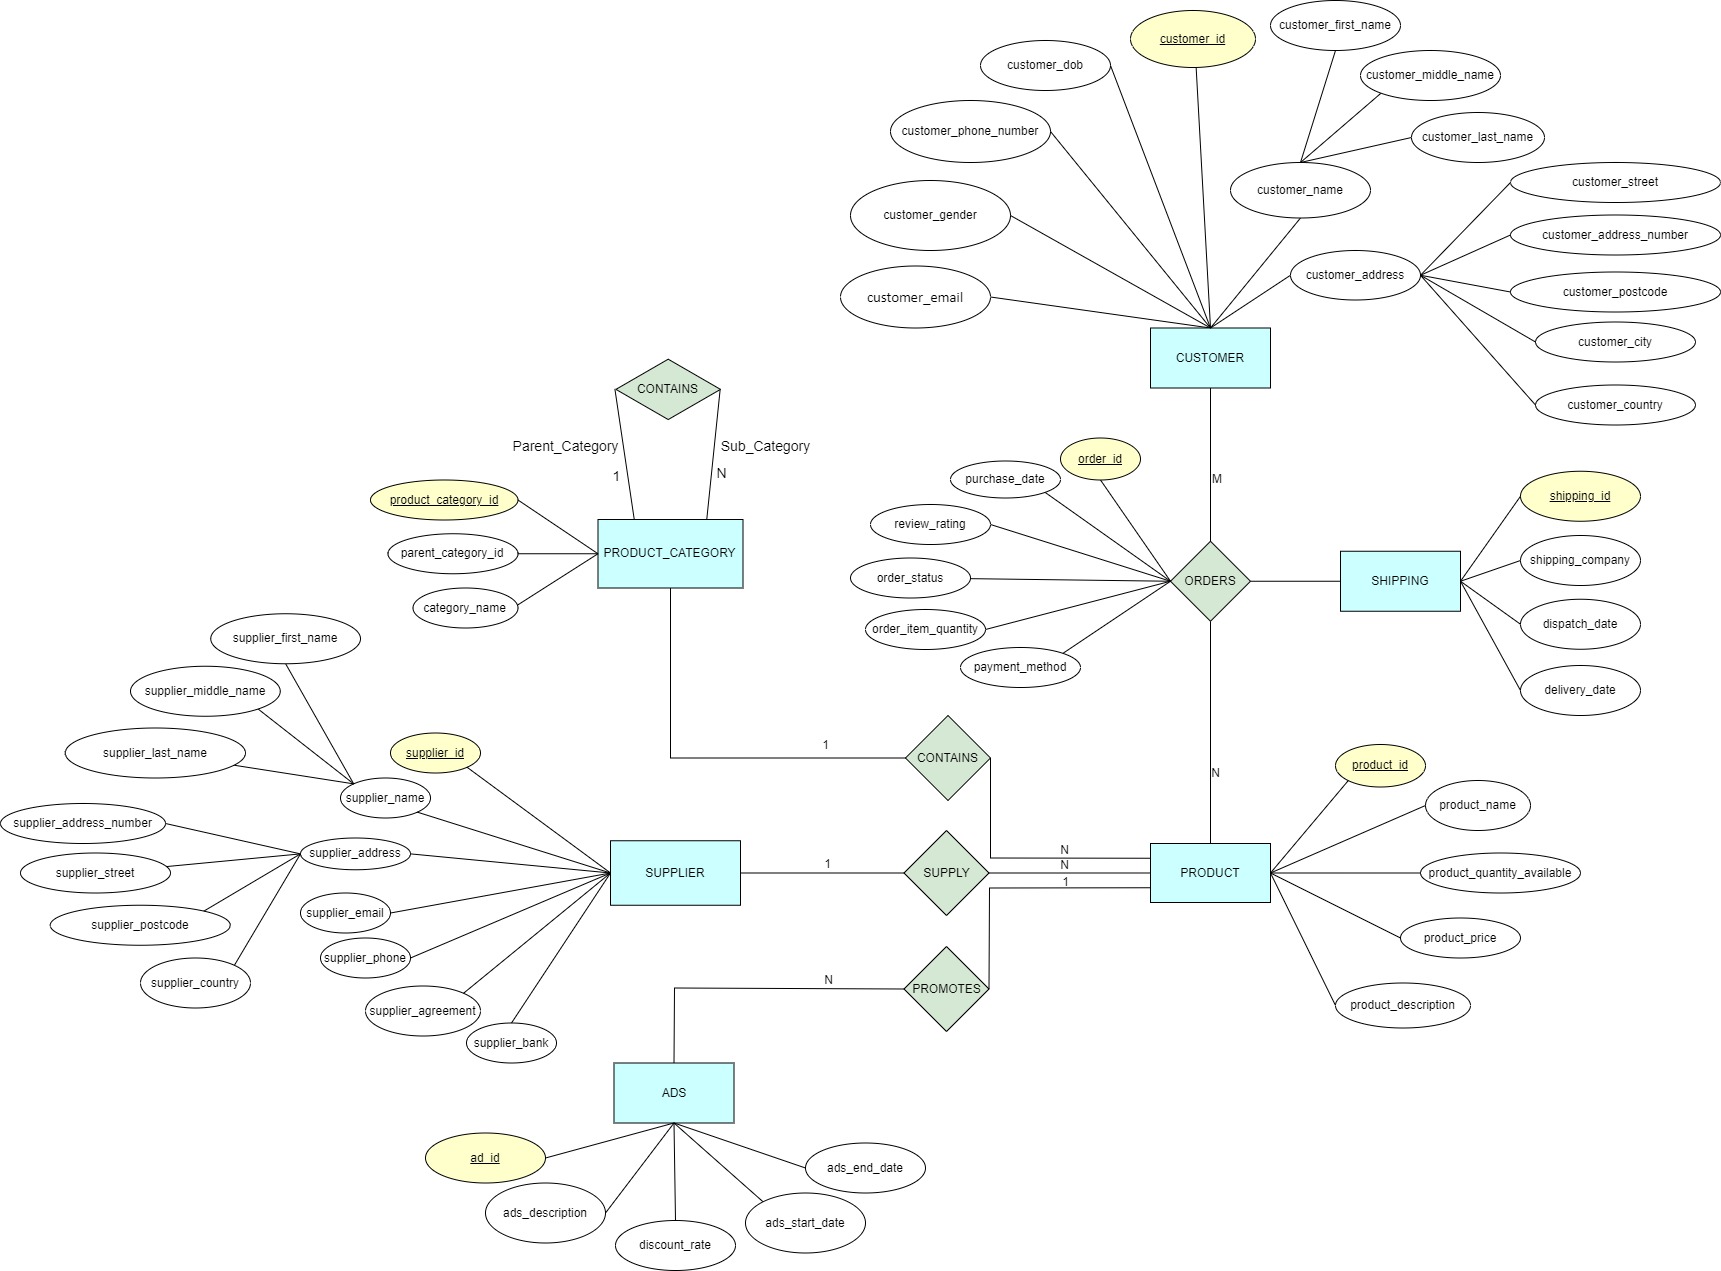 customer_first_name
customer_id
customer_dob
customer_middle_name
customer_phone_number
customer_last_name
customer_name
customer_street
customer_gender
customer_address_number
customer_address
customer_email
customer_postcode
customer_city
CUSTOMER
customer_country
CONTAINS
Parent_Category
Sub_Category
1
N
order_id
purchase_date
M
product_category_id
shipping_id
review_rating
parent_category_id
PRODUCT_CATEGORY
shipping_company
order_status
ORDERS
SHIPPING
category_name
order_item_quantity
dispatch_date
supplier_first_name
payment_method
supplier_middle_name
delivery_date
supplier_last_name
supplier_id
1
CONTAINS
N
product_id
supplier_name
product_name
supplier_address_number
supplier_address
N
supplier_street
SUPPLIER
1
SUPPLY
N
1
PRODUCT
product_quantity_available
supplier_email
supplier_postcode
product_price
supplier_phone
supplier_country
N
PROMOTES
supplier_agreement
product_description
supplier_bank
ADS
ad_id
ads_end_date
ads_description
ads_start_date
discount_rate